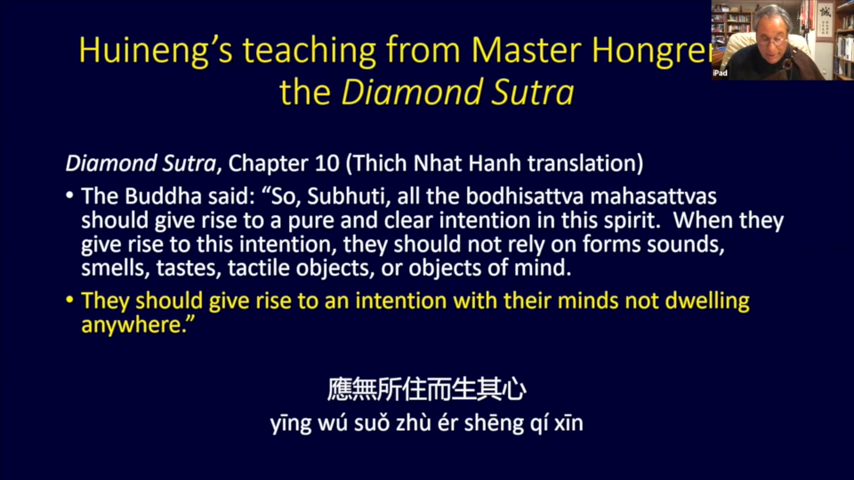 Huineng's teaching from Master Hongre
the Diamond Sutra
iPad
Diamond Sutra, Chapter 10 (Thich Nhat Hanh translation)
• The Buddha said: “So, Subhuti, all the bodhisattva mahasattvas
should give rise to a pure and clear intention in this spirit.  When they
give rise to this intention, they should not rely on forms sounds,
smells, tastes, tactile objects, or objects of mind.
• They should give rise to an intention with their minds not dwelling
anywhere.”
應無所住而生其心
yīng wú suǒ zhù ér shēng qí xīn